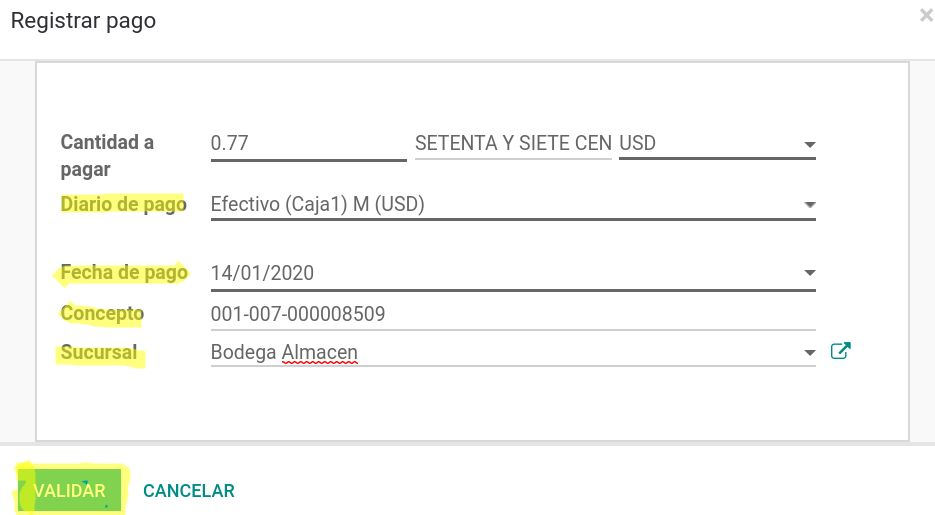 Registrar pago
×
Cantidad a pagar 0.77 SETENTA Y SIETE CEN USD
Diario de pago Efectivo (Caja1) M (USD)
Fecha de pago 14/01/2020
Concepto 001-007-000008509
Sucursal Bodega Almacen
VALIDAR CANCELAR